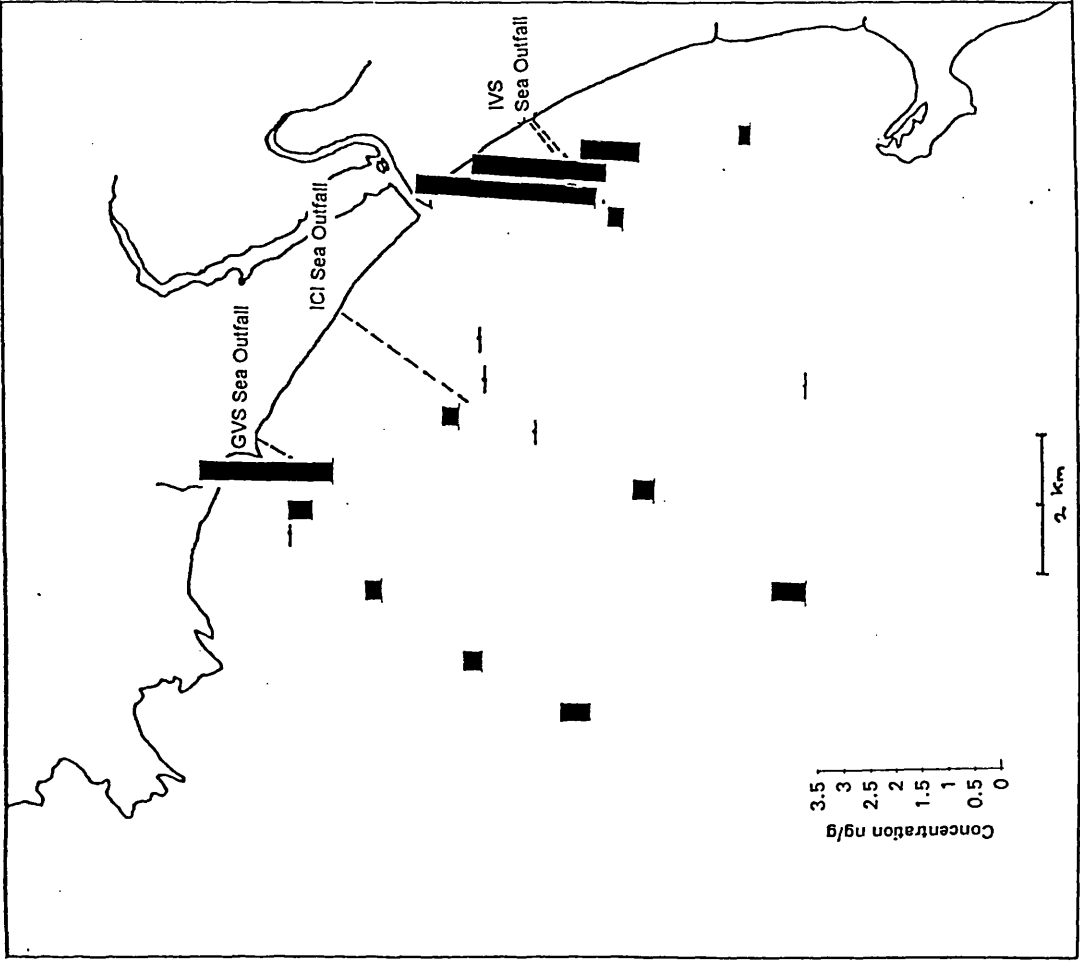 IVS
Sea Outfall
ICI Sea Outfall
GVS Sea Outfall
2 km
3.5
3
2.5
2
1.5
1
0.5
0
Concentration ng/g